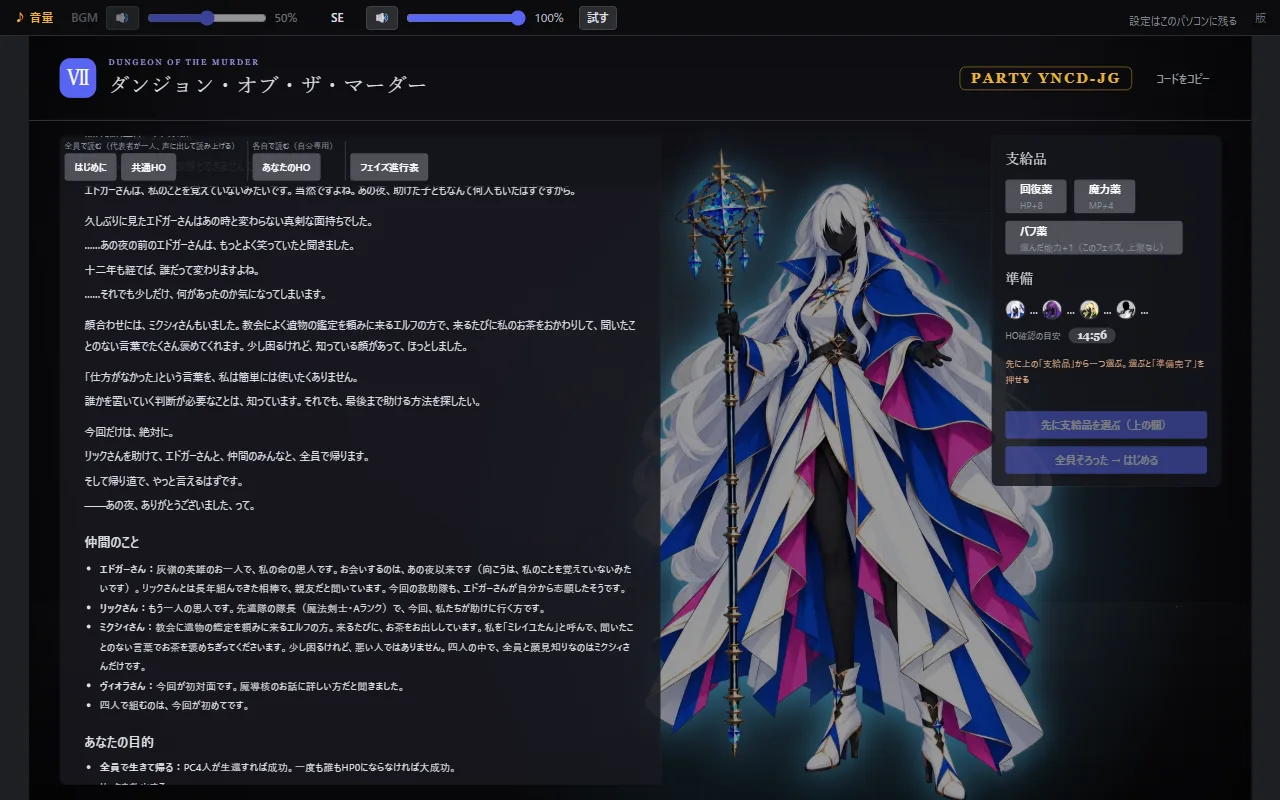 ♪ 音量 BGM 50% SE 100% 試す 設定はこのパソコンに残る 版
Ⅶ
DUNGEON OF THE MURDER
ダンジョン・オブ・ザ・マーダー
PARTY YNCD-JG コードをコピー
全員で読む（代表者が一人、声に出して読み上げる） 各自で読む（自分専用）
はじめに 共通HO あなたのHO フェイズ進行表
エドガーさんは、私のことを覚えていないみたいです。当然ですよね。あの夜、助けた子どもなんて何人もいたはずですから。
久しぶりに見たエドガーさんはあの時と変わらない真剣な面持ちでした。
……あの夜の前のエドガーさんは、もっとよく笑っていたと聞きました。
十二年も経てば、誰だって変わりますよね。
……それでも少しだけ、何があったのか気になってしまいます。
顔合わせには、ミクシィさんもいました。教会によく遺物の鑑定を頼みに来るエルフの方で、来るたびに私のお茶をおかわりして、聞いたこ
とのない言葉でたくさん褒めてくれます。少し困るけれど、知っている顔があって、ほっとしました。
「仕方がなかった」という言葉を、私は簡単には使いたくありません。
誰かを置いていく判断が必要なことは、知っています。それでも、最後まで助ける方法を探したい。
今回だけは、絶対に。
リックさんを助けて、エドガーさんと、仲間のみんなと、全員で帰ります。
そして帰り道で、やっと言えるはずです。
――あの夜、ありがとうございました、って。
仲間のこと
• エドガーさん：灰嶺の英雄のお一人で、私の命の恩人です。お会いするのは、あの夜以来です（向こうは、私のことを覚えていないみた
いです）。リックさんとは長年組んできた相棒で、親友だと聞いています。今回の救助隊も、エドガーさんが自分から志願したそうです。
• リックさん：もう一人の恩人です。先遣隊の隊長（魔法剣士・Aランク）で、今回、私たちが助けに行く方です。
• ミクシィさん：教会に遺物の鑑定を頼みに来るエルフの方。来るたびに、お茶をお出ししています。私を「ミレイユたん」と呼んで、聞いたこ
とのない言葉でお茶を褒めちぎってくださいます。少し困るけれど、悪い人ではありません。四人の中で、全員と顔見知りなのはミクシィさ
んだけです。
• ヴィオラさん：今回が初対面です。魔導核のお話に詳しい方だと聞きました。
• 四人で組むのは、今回が初めてです。
あなたの目的
• 全員で生きて帰る：PC4人が生還すれば成功。一度も誰もHP0にならなければ大成功。
支給品
回復薬 魔力薬
HP+8 MP+4
バフ薬
選んだ能力+1（このフェイズ。上限なし）
準備
… … … …
HO確認の目安 14:56
先に上の「支給品」から一つ選ぶ。選ぶと「準備完了」を
押せる
先に支給品を選ぶ（上の欄）
全員そろった → はじめる